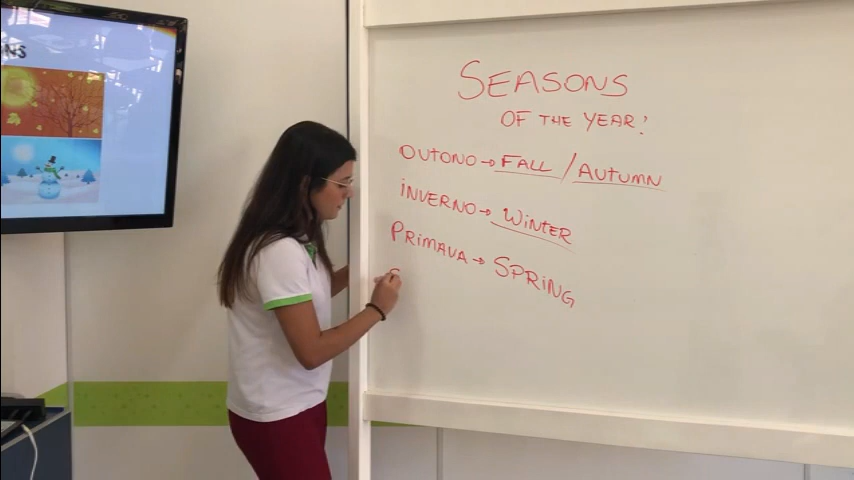 NS
SEASONS
OF THE YEAR:
OUTONO → FALL / AUTUMN
INVERNO → WINTER
PRIMAVA → SPRING